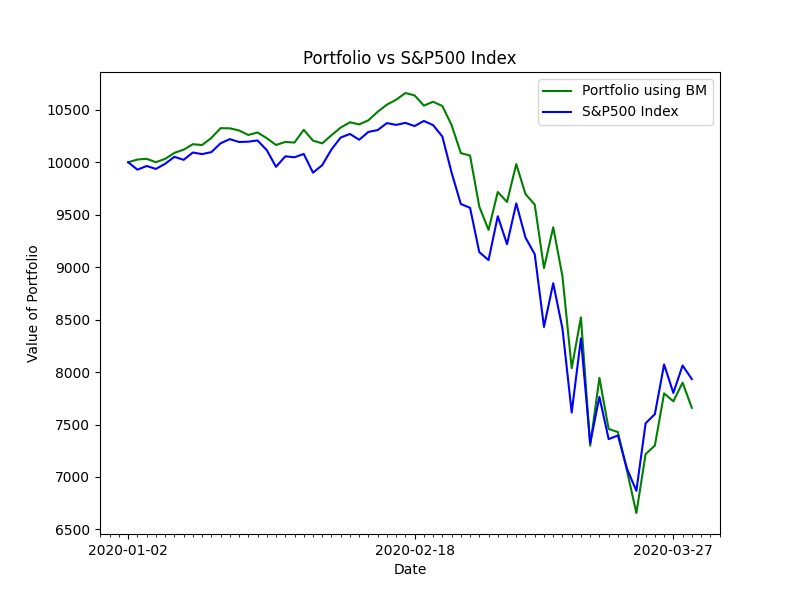 Portfolio vs S&P500 Index
Portfolio using BM
S&P500 Index
Value of Portfolio
10500
10000
9500
9000
8500
8000
7500
7000
6500
2020-01-02
2020-02-18
2020-03-27
Date